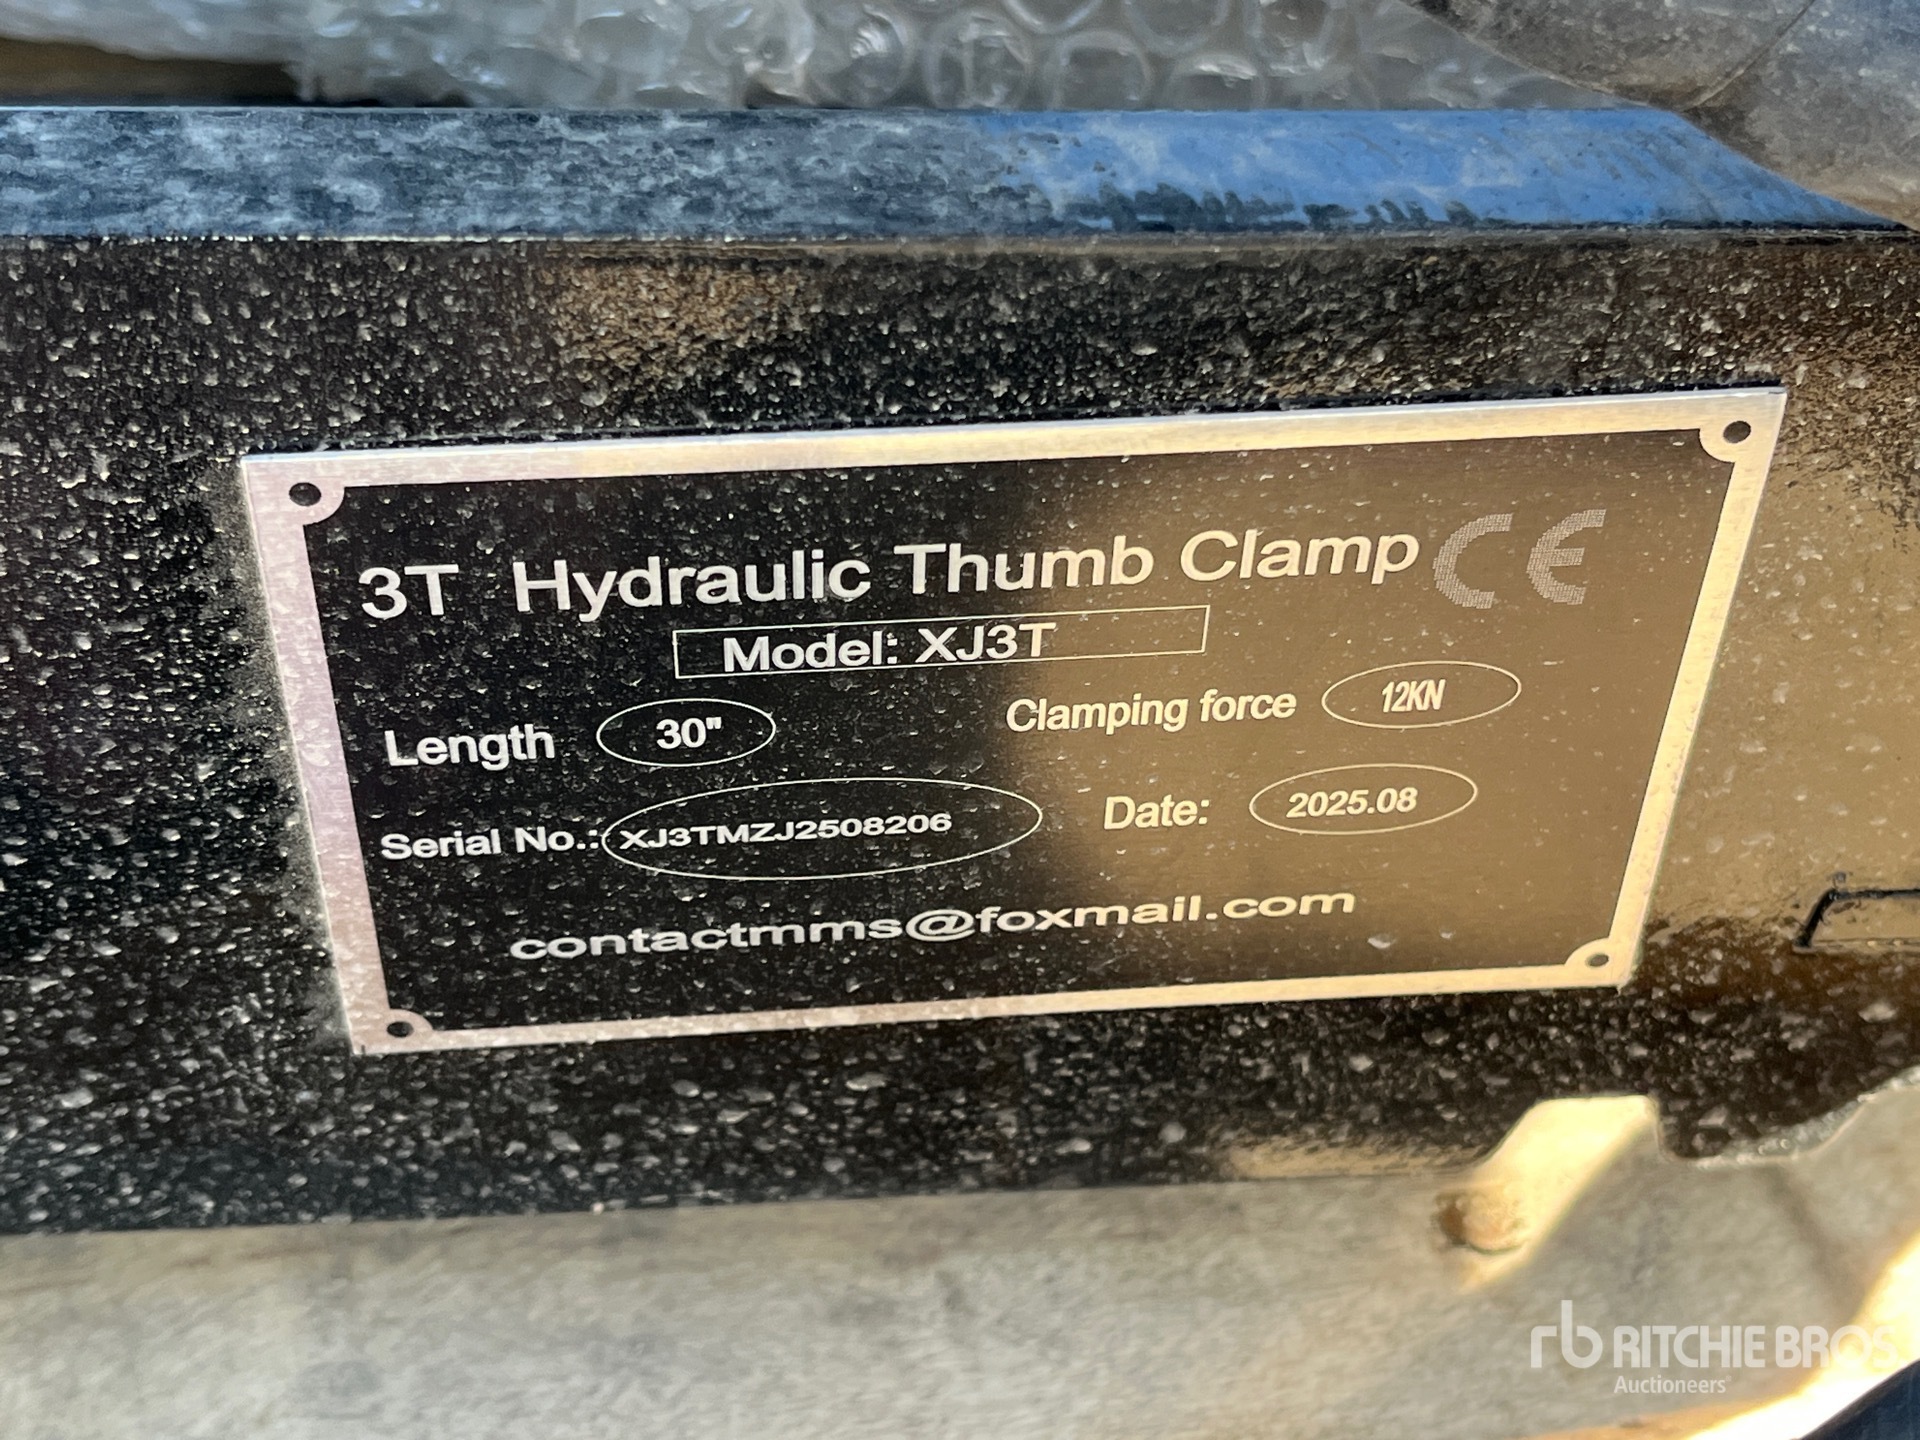 3T Hydraulic Thumb Clamp CE
Model: XJ3T
Length 30" Clamping force 12KN
Serial No.: XJ3TMZJ2508206 Date: 2025.08
contactmms@foxmail.com
rb RITCHIE BROS.
Auctioneers